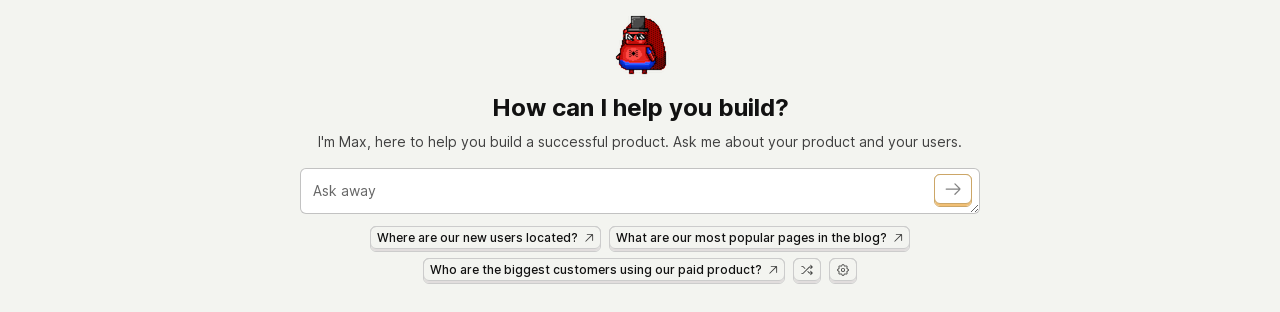 How can I help you build?
I'm Max, here to help you build a successful product. Ask me about your product and your users.
Ask away
Where are our new users located?
What are our most popular pages in the blog?
Who are the biggest customers using our paid product?